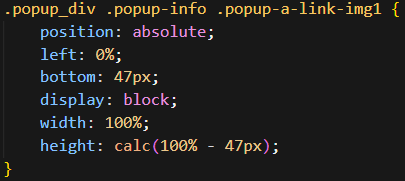 .popup_div .popup-info .popup-a-link-img1 {
position: absolute;
left: 0%;
bottom: 47px;
display: block;
width: 100%;
height: calc(100% - 47px);
}